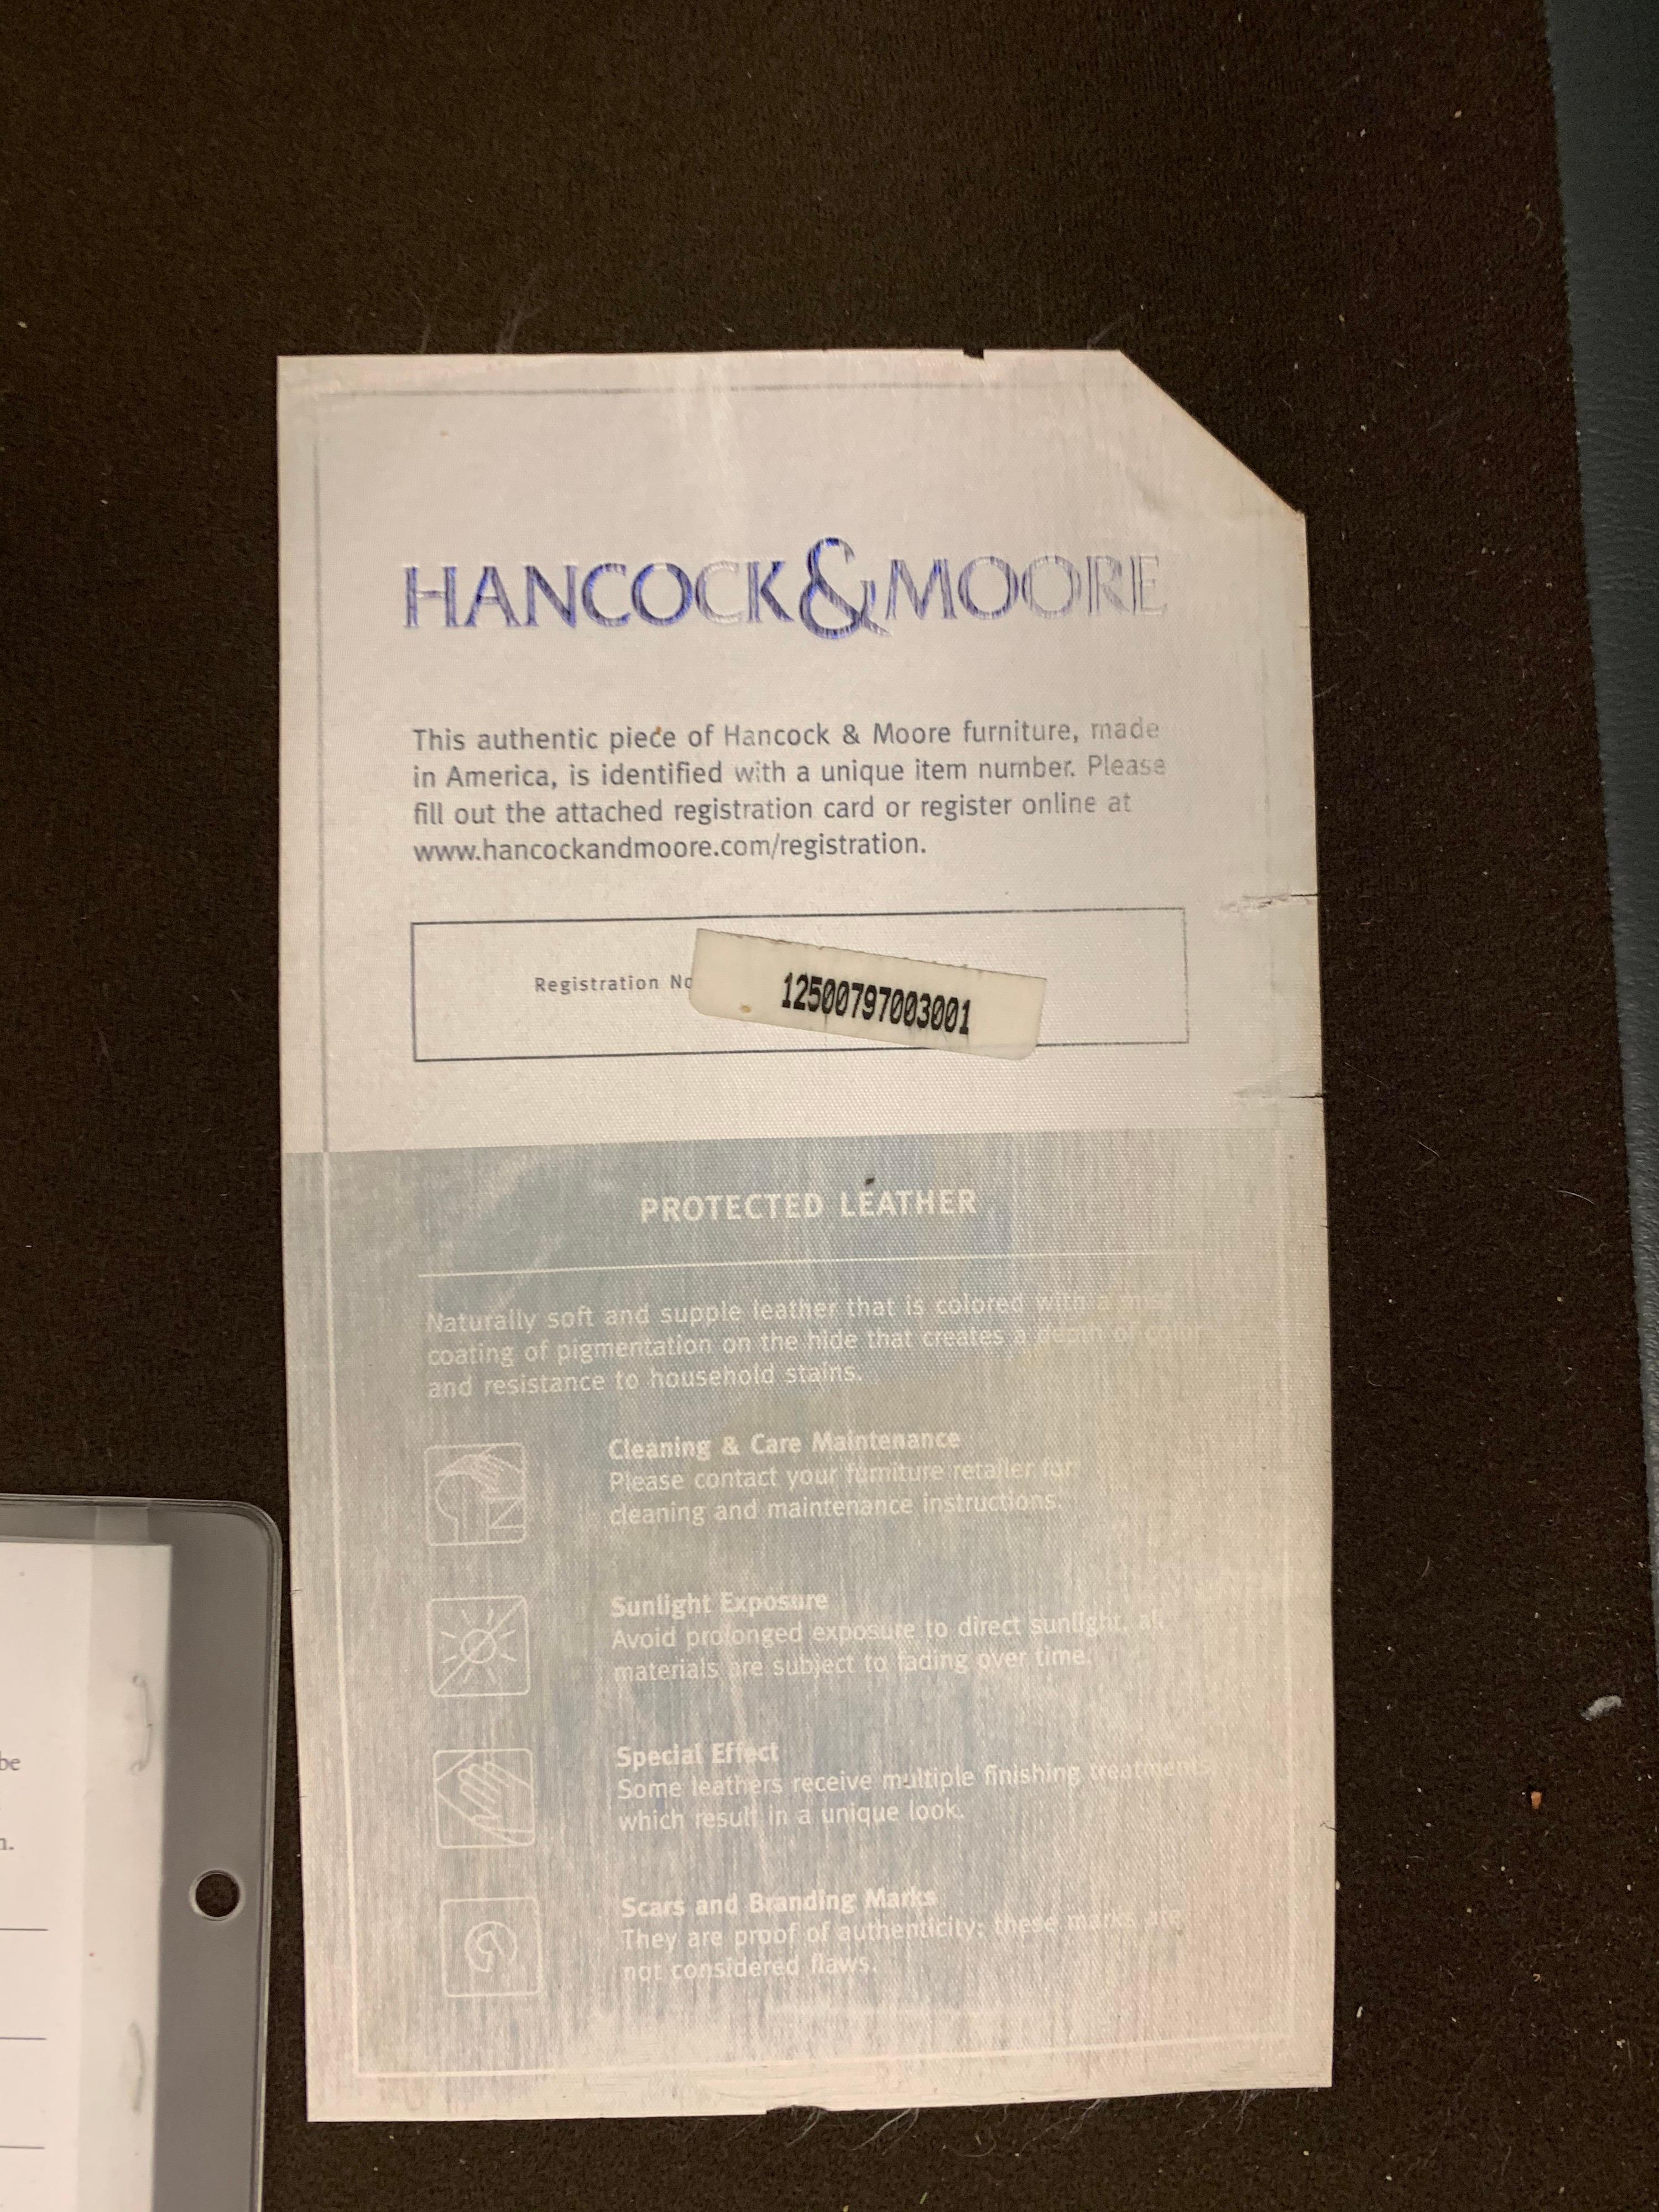 HANCOCK&MOORE
This authentic piece of Hancock & Moore furniture, made
in America, is identified with a unique item number. Please
fill out the attached registration card or register online at
www.hancockandmoore.com/registration.
Registration No
12500797003001
PROTECTED LEATHER
Naturally soft and supple leather that is colored with a mist
coating of pigmentation on the hide that creates a depth of color
and resistance to household stains.
Cleaning & Care Maintenance
Please contact your furniture retailer for
cleaning and maintenance instructions.
Sunlight Exposure
Avoid prolonged exposure to direct sunlight, all
materials are subject to fading over time.
Special Effect
Some leathers receive multiple finishing treatments
which result in a unique look.
Scars and Branding Marks
They are proof of authenticity; these marks are
not considered flaws.
be